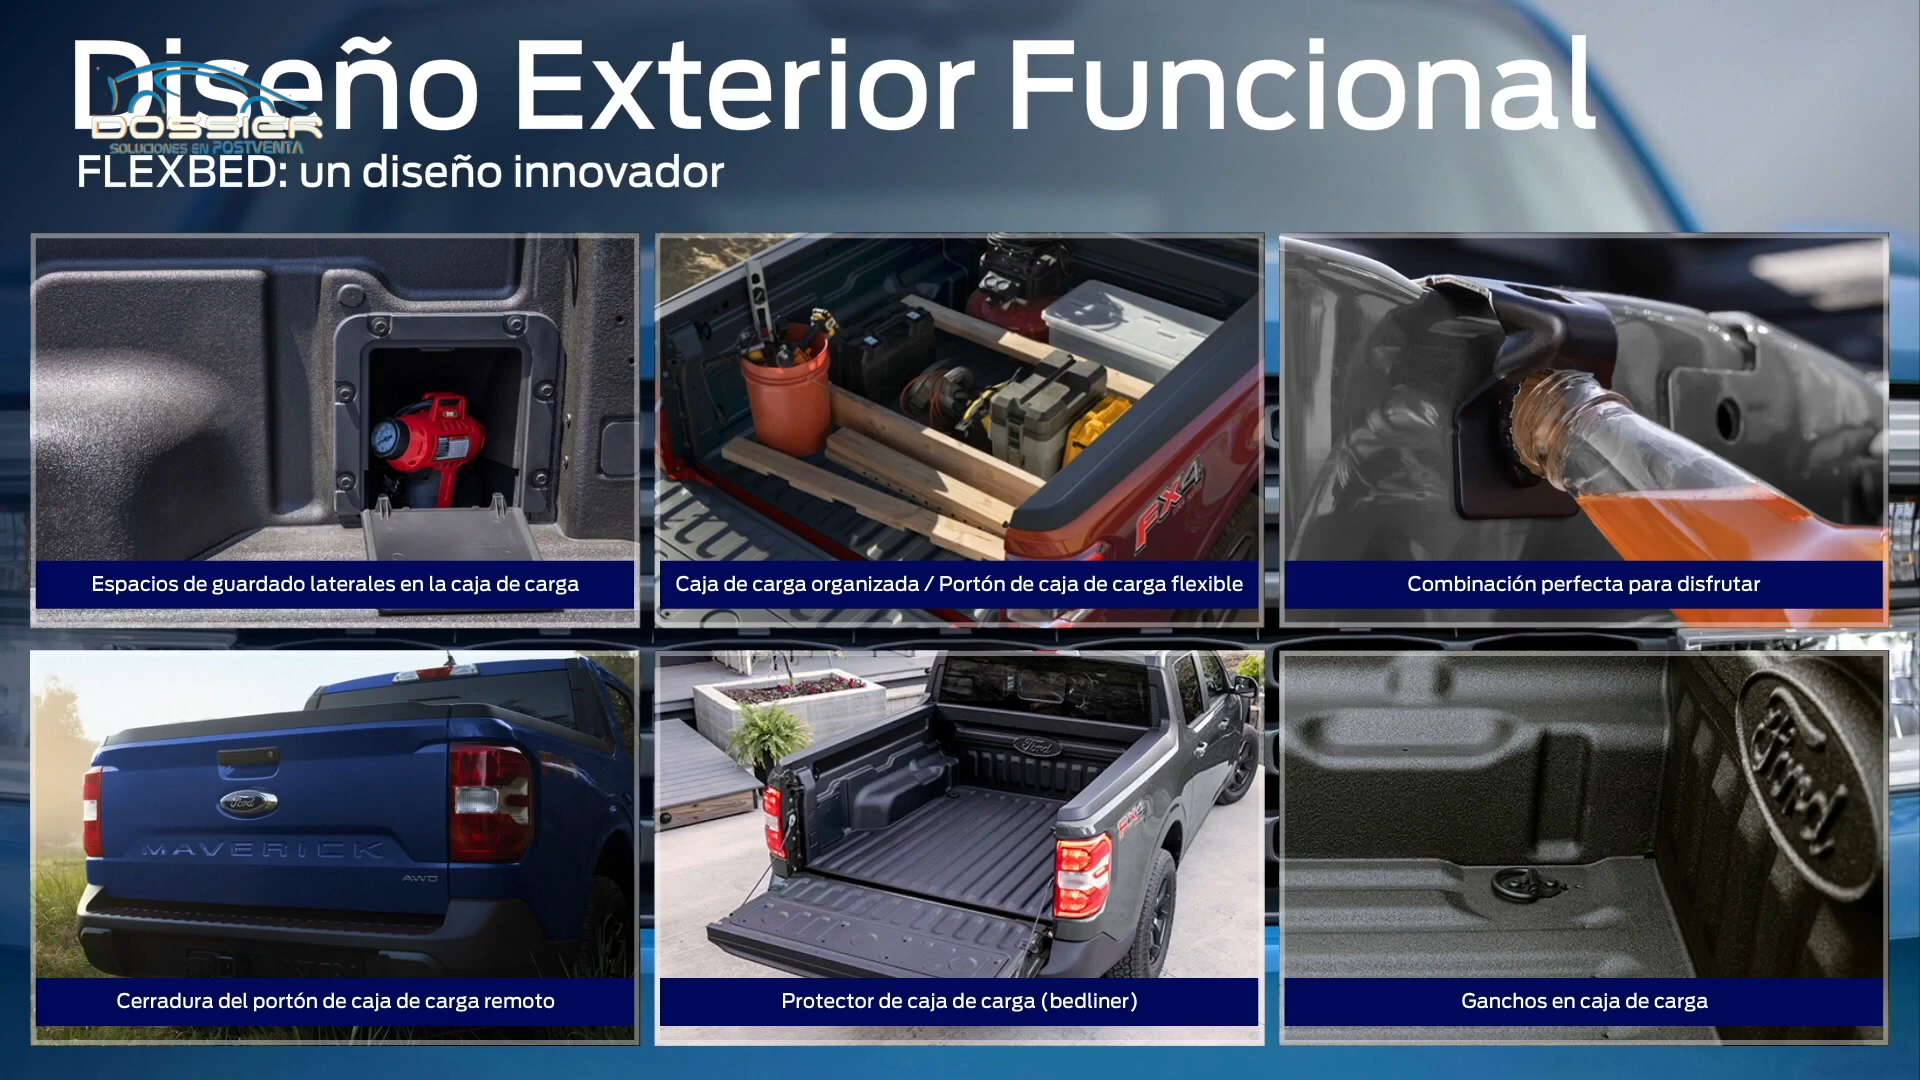 Diseño Exterior Funcional
DOSSIER
SOLUCIONES EN POSTVENTA
FLEXBED: un diseño innovador
FX4
Espacios de guardado laterales en la caja de carga
Caja de carga organizada / Portón de caja de carga flexible
Combinación perfecta para disfrutar
Ford
MAVERICK
AWD
Ford
FX4
Ford
Cerradura del portón de caja de carga remoto
Protector de caja de carga (bedliner)
Ganchos en caja de carga